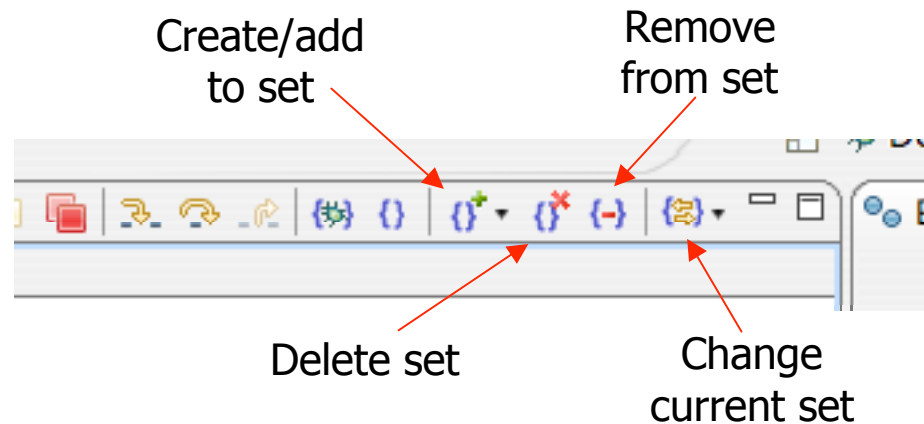 Create/add
to set
Remove
from set
Delete set
Change
current set